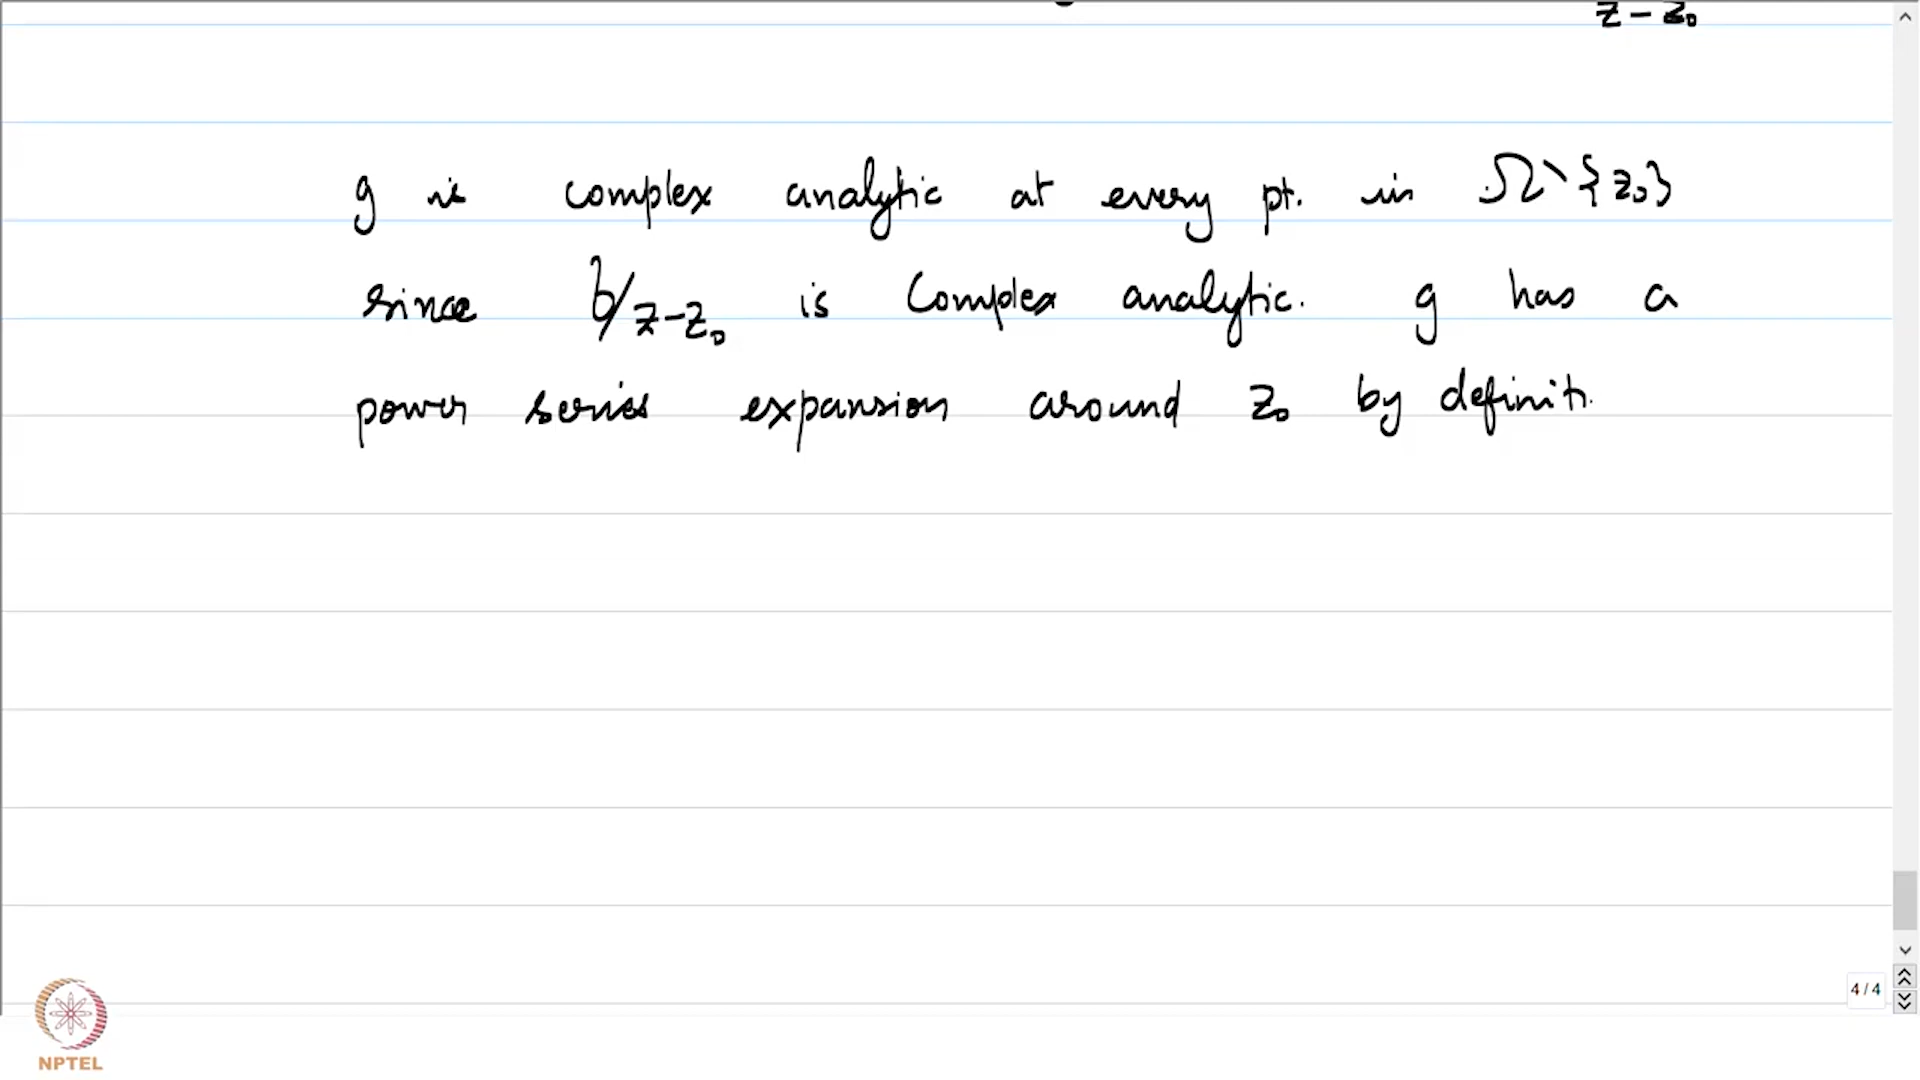 z - z₀
g is complex analytic at every pt. in Ω∖{z₀}
since b/z-z₀ is Complex analytic. g has a
power series expansion around z₀ by definiti
4 / 4
NPTEL